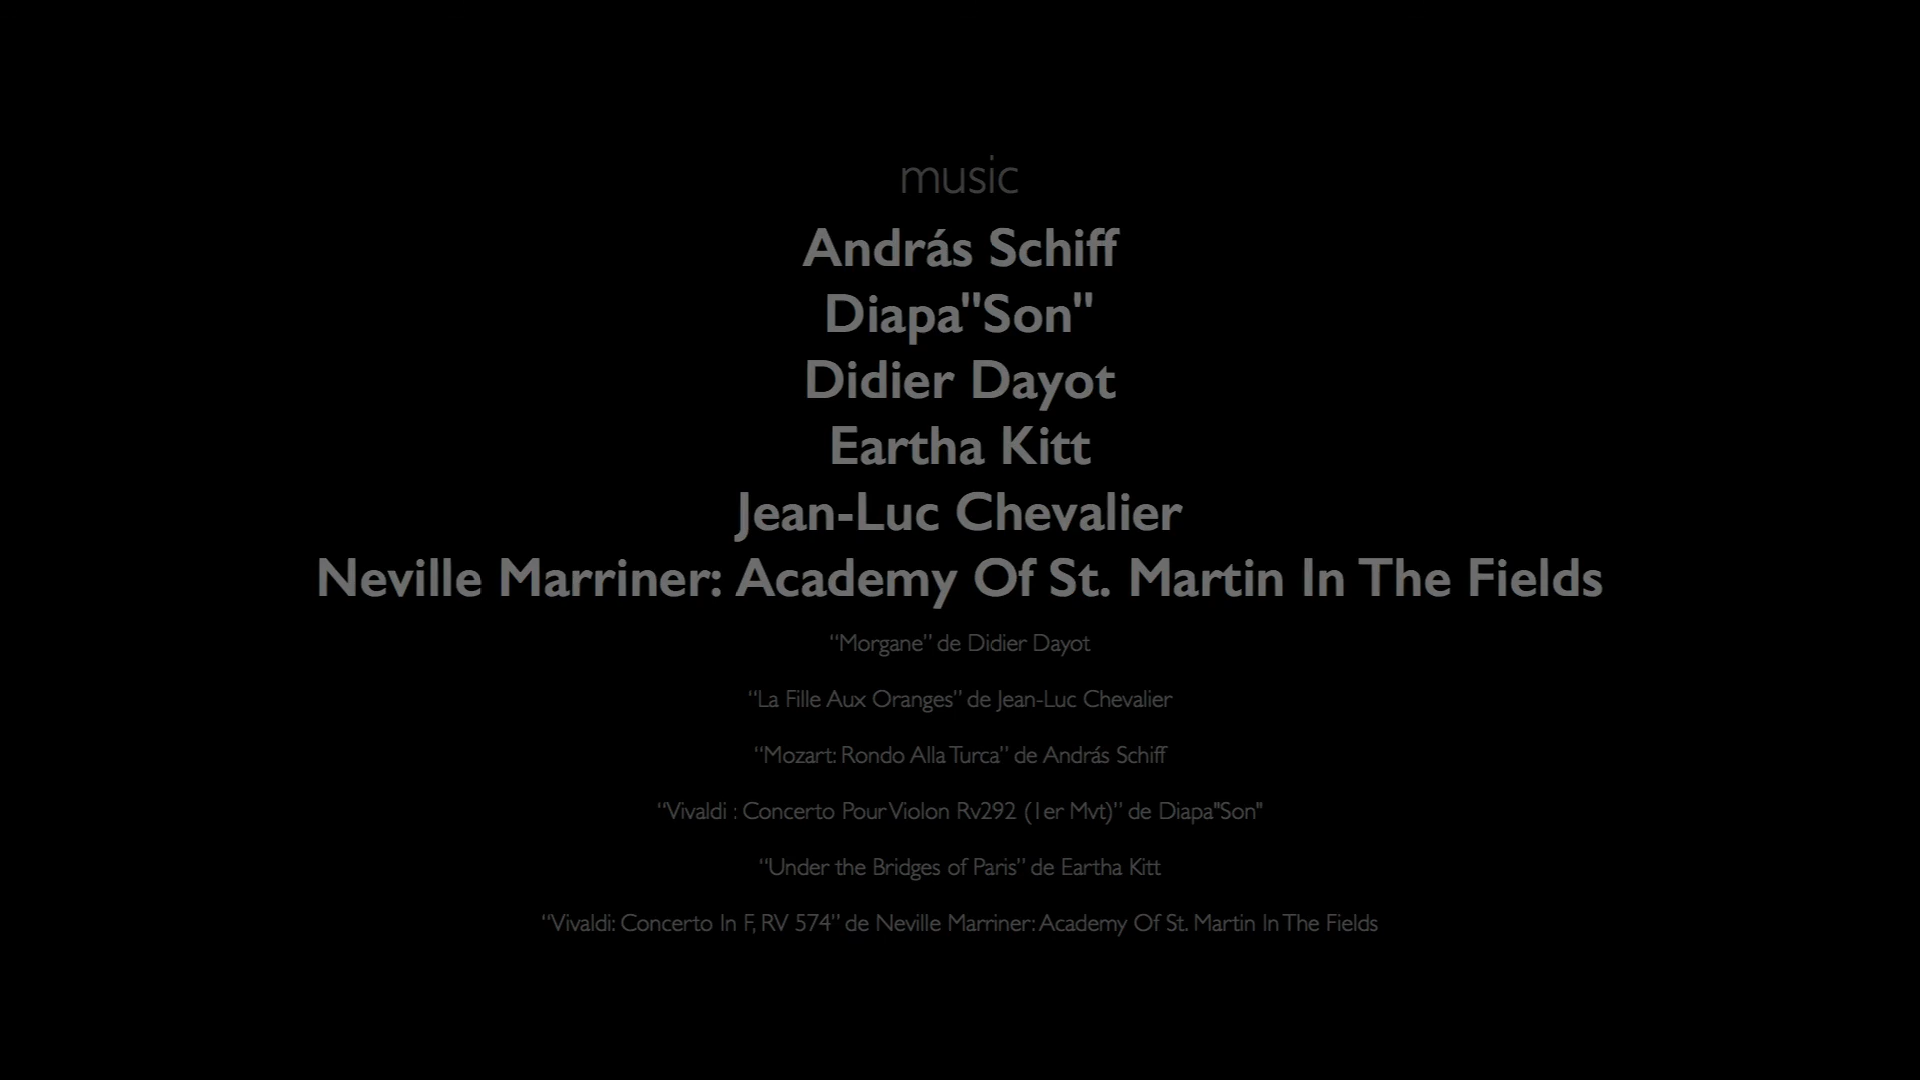 music
András Schiff
Diapa"Son"
Didier Dayot
Eartha Kitt
Jean-Luc Chevalier
Neville Marriner: Academy Of St. Martin In The Fields
“Morgane” de Didier Dayot
“La Fille Aux Oranges” de Jean-Luc Chevalier
“Mozart: Rondo Alla Turca” de András Schiff
“Vivaldi : Concerto Pour Violon Rv292 (1er Mvt)” de Diapa"Son"
“Under the Bridges of Paris” de Eartha Kitt
“Vivaldi: Concerto In F, RV 574” de Neville Marriner: Academy Of St. Martin In The Fields